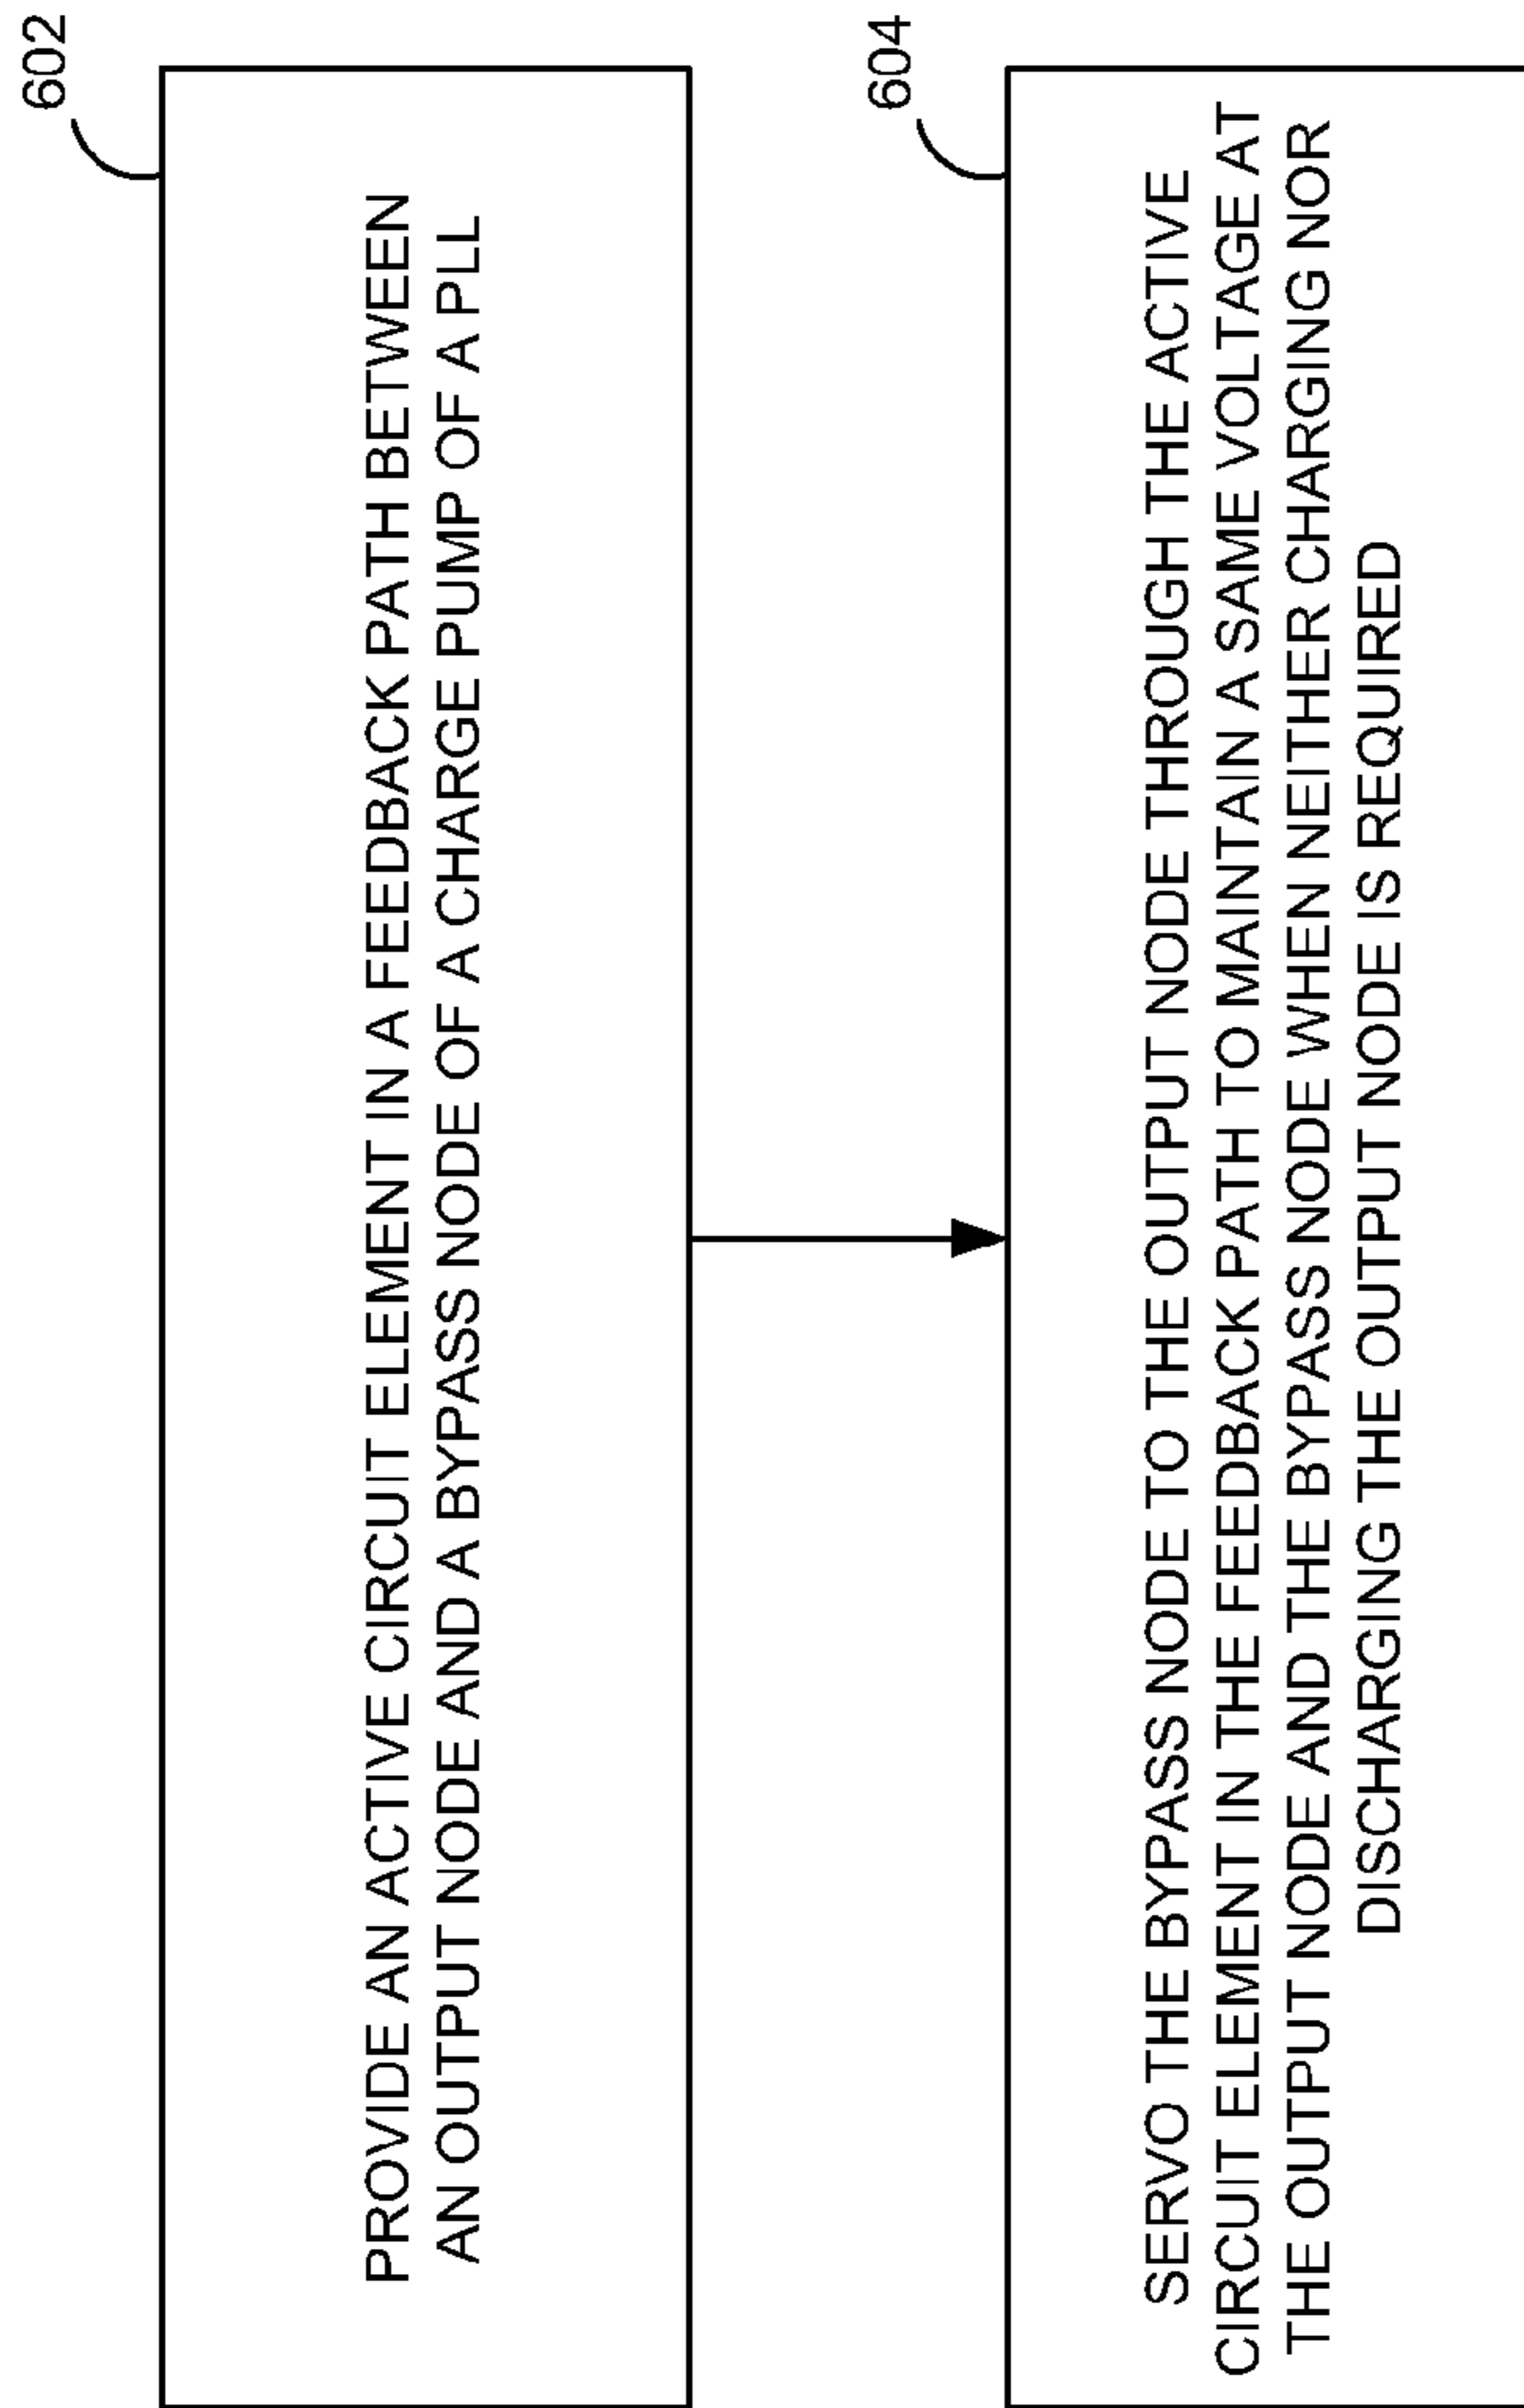 602
PROVIDE AN ACTIVE CIRCUIT ELEMENT IN A FEEDBACK PATH BETWEEN
AN OUTPUT NODE AND A BYPASS NODE OF A CHARGE PUMP OF A PLL
604
SERVO THE BYPASS NODE TO THE OUTPUT NODE THROUGH THE ACTIVE
CIRCUIT ELEMENT IN THE FEEDBACK PATH TO MAINTAIN A SAME VOLTAGE AT
THE OUTPUT NODE AND THE BYPASS NODE WHEN NEITHER CHARGING NOR
DISCHARGING THE OUTPUT NODE IS REQUIRED